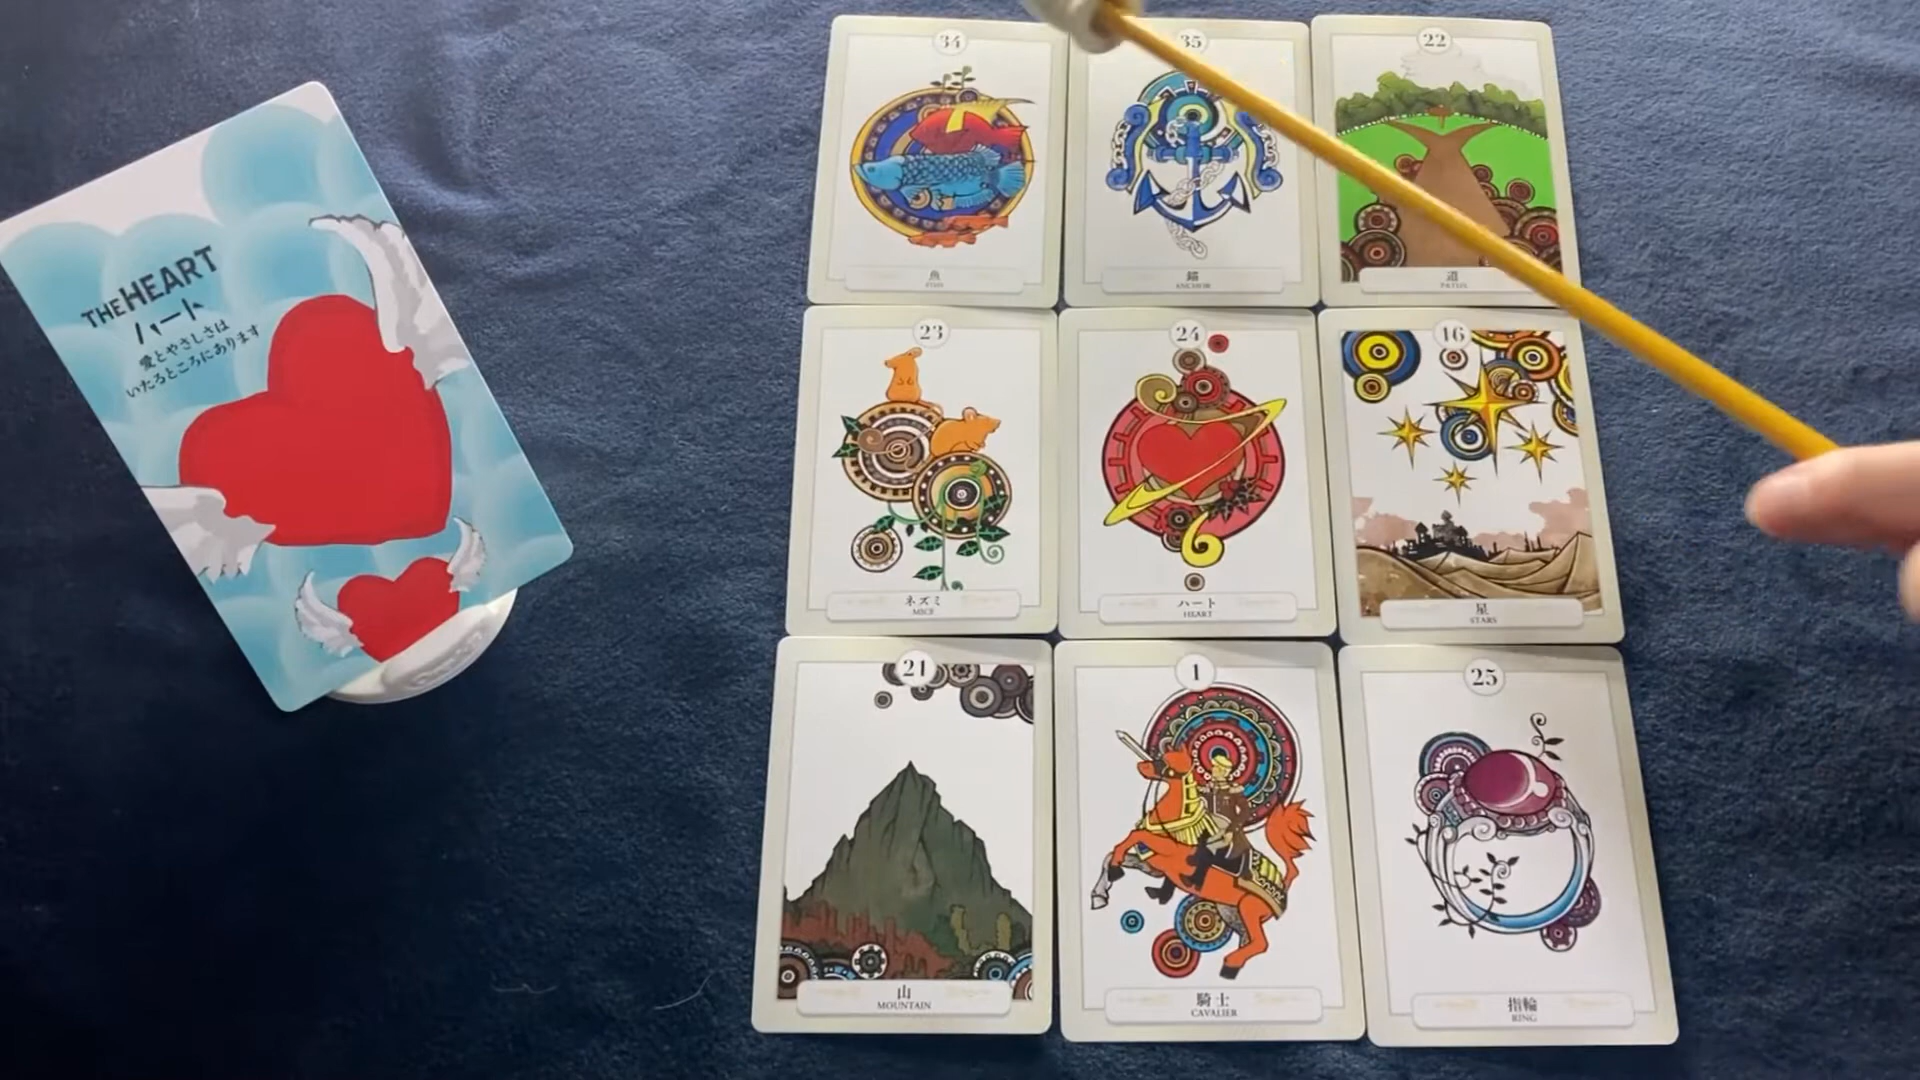 THE HEART
ハート
愛とやさしさは
いたるところにあります
34
魚
FISH
35
錨
ANCHOR
22
道
PATHS
23
ネズミ
MICE
24
ハート
HEART
16
星
STARS
21
山
MOUNTAIN
1
騎士
CAVALIER
25
指輪
RING